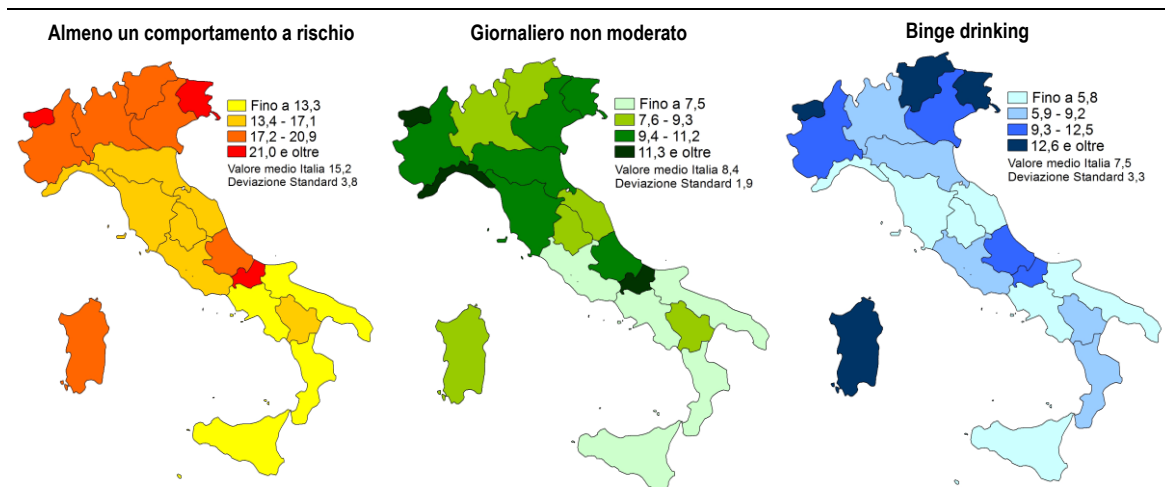 Almeno un comportamento a rischio
Fino a 13,3
13,4 - 17,1
17,2 - 20,9
21,0 e oltre
Valore medio Italia 15,2
Deviazione Standard 3,8
Giornaliero non moderato
Fino a 7,5
7,6 - 9,3
9,4 - 11,2
11,3 e oltre
Valore medio Italia 8,4
Deviazione Standard 1,9
Binge drinking
Fino a 5,8
5,9 - 9,2
9,3 - 12,5
12,6 e oltre
Valore medio Italia 7,5
Deviazione Standard 3,3